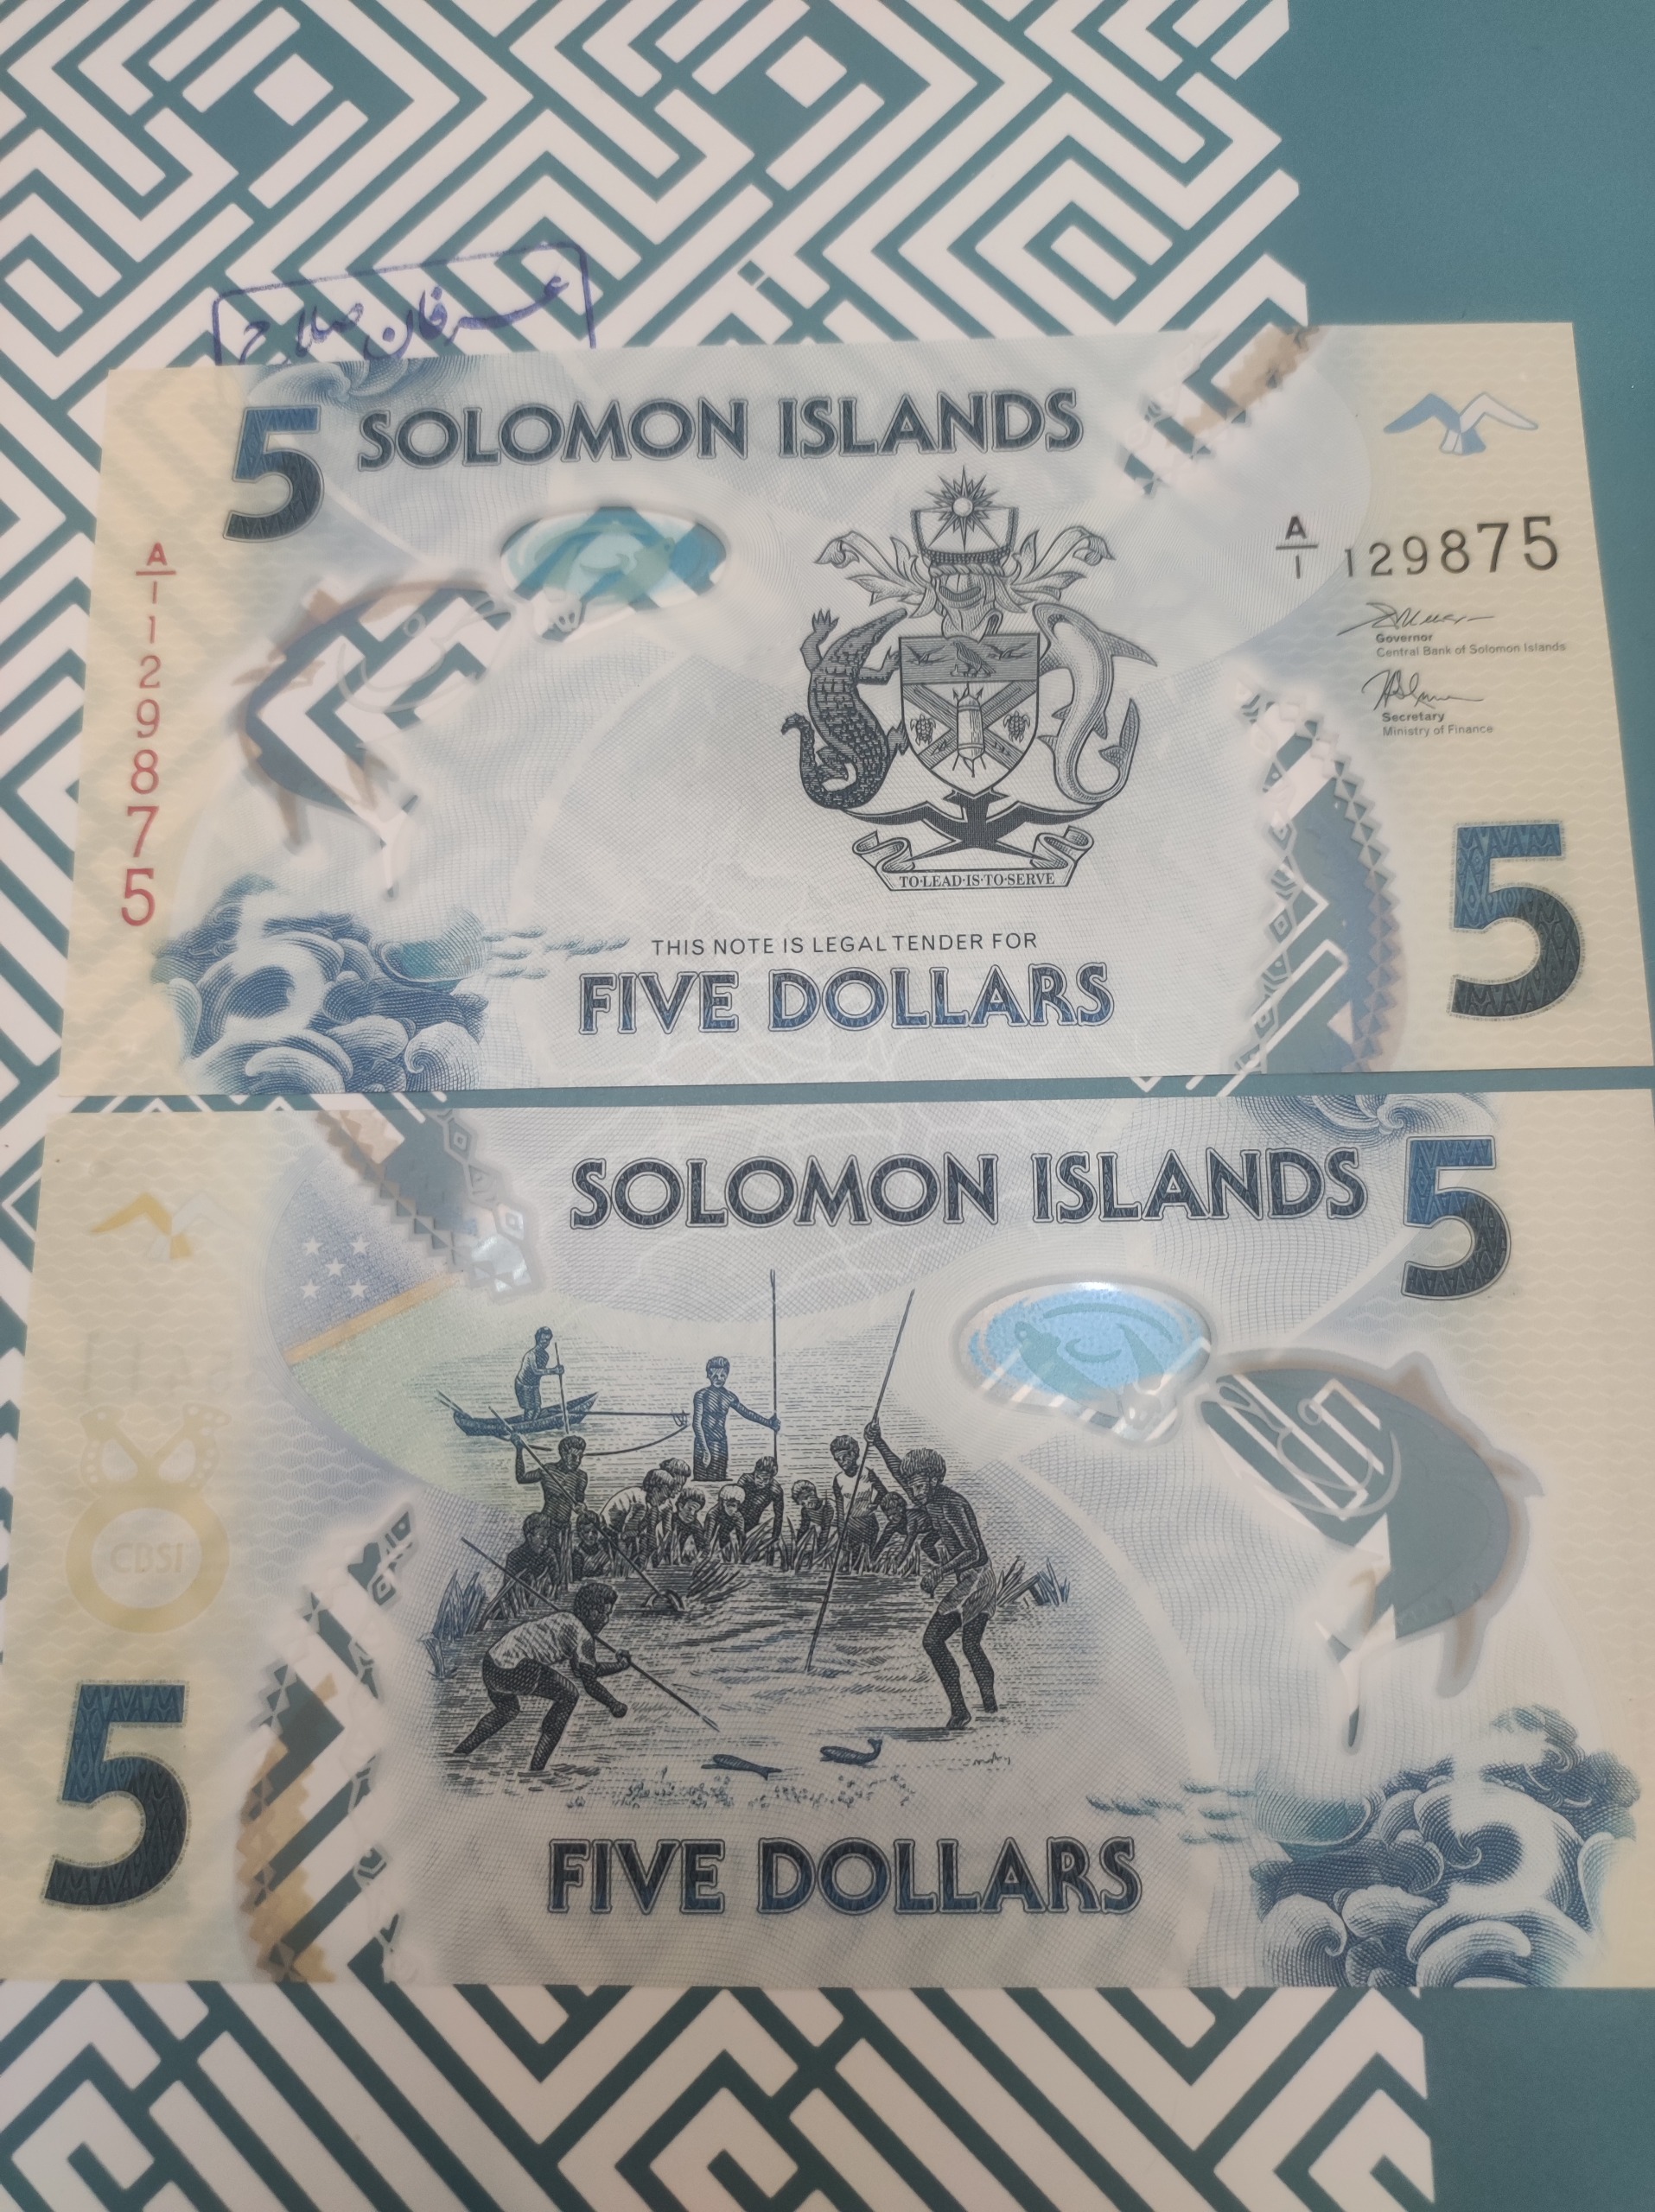 عرفان صلاح
5 SOLOMON ISLANDS
A/1 129875
A/1 129875
Governor
Central Bank of Solomon Islands
Secretary
Ministry of Finance
TO·LEAD·IS·TO·SERVE
THIS NOTE IS LEGAL TENDER FOR
FIVE DOLLARS
5
SOLOMON ISLANDS 5
CBSI
5
FIVE DOLLARS